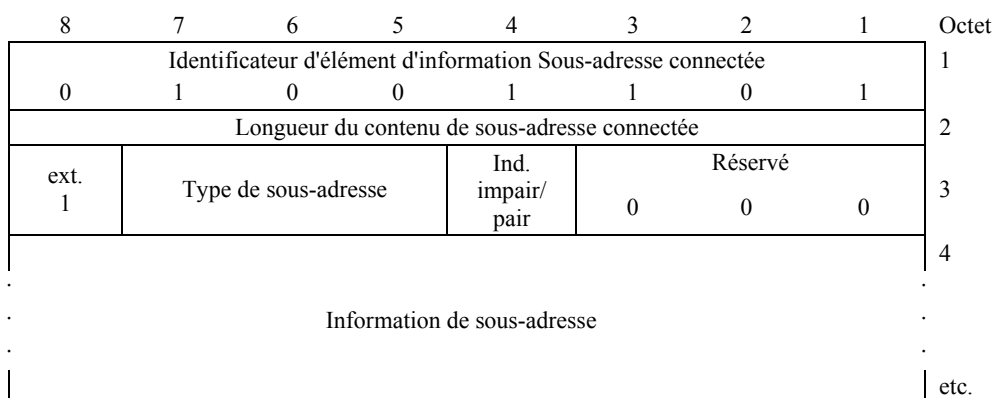 8 7 6 5 4 3 2 1 Octet
Identificateur d'élément d'information Sous-adresse connectée 1
0 1 0 0 1 1 0 1
Longueur du contenu de sous-adresse connectée 2
ext.
1
Type de sous-adresse
Ind.
impair/
pair
Réservé
0 0 0
3
4
Information de sous-adresse
etc.